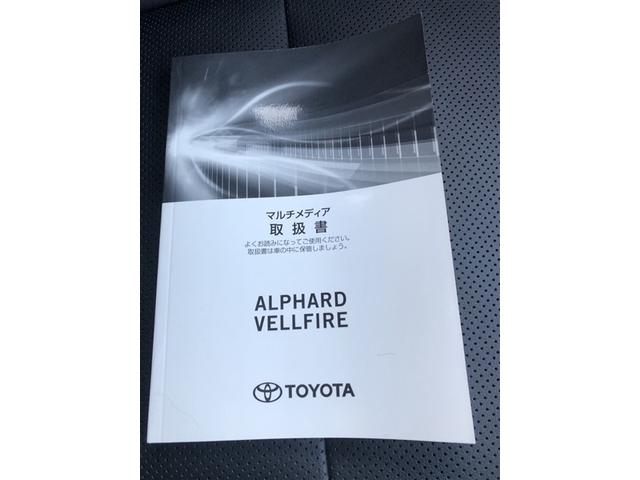 マルチメディア
取扱書
よくお読みになってご使用ください。
取扱書は車の中に保管しましょう。
ALPHARD
VELLFIRE
TOYOTA